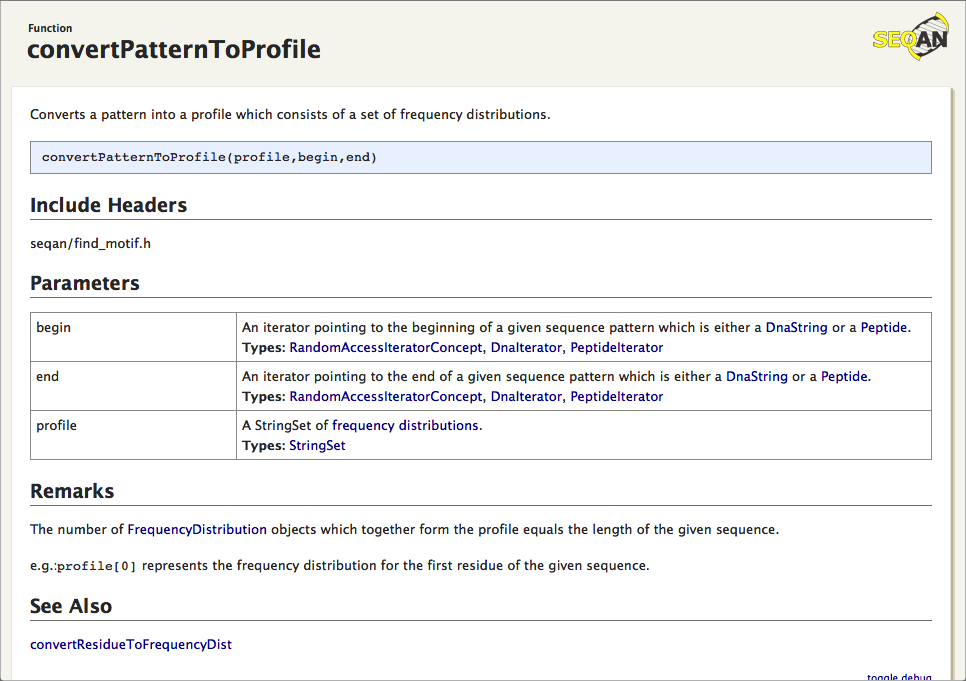 Function
convertPatternToProfile
SEQAN
Converts a pattern into a profile which consists of a set of frequency distributions.
convertPatternToProfile(profile,begin,end)
Include Headers
seqan/find_motif.h
Parameters
begin
An iterator pointing to the beginning of a given sequence pattern which is either a DnaString or a Peptide.
Types: RandomAccessIteratorConcept, DnaIterator, PeptideIterator
end
An iterator pointing to the end of a given sequence pattern which is either a DnaString or a Peptide.
Types: RandomAccessIteratorConcept, DnaIterator, PeptideIterator
profile
A StringSet of frequency distributions.
Types: StringSet
Remarks
The number of FrequencyDistribution objects which together form the profile equals the length of the given sequence.
e.g.:profile[0] represents the frequency distribution for the first residue of the given sequence.
See Also
convertResidueToFrequencyDist
toggle debug